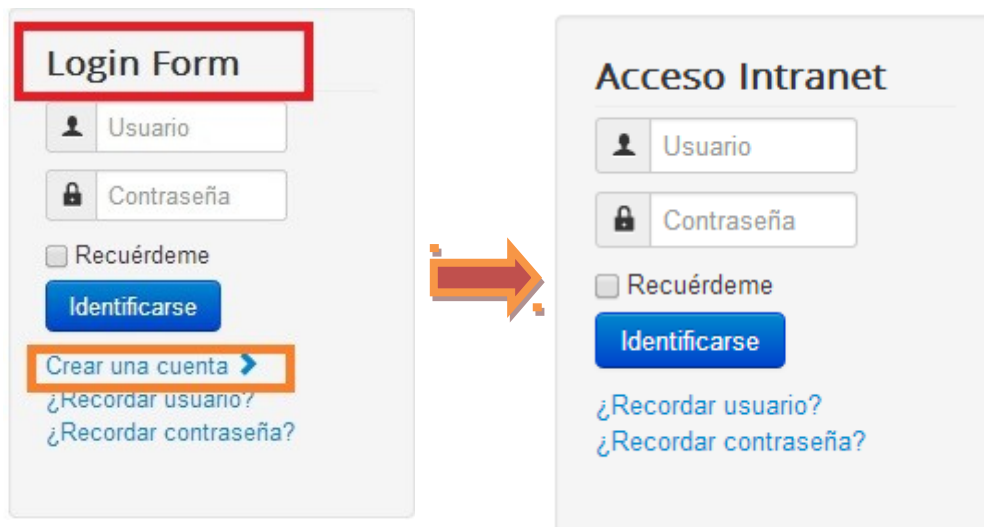 Login Form
Usuario
Contraseña
Recuérdeme
Identificarse
Crear una cuenta
¿Recordar usuario?
¿Recordar contraseña?
Acceso Intranet
Usuario
Contraseña
Recuérdeme
Identificarse
¿Recordar usuario?
¿Recordar contraseña?